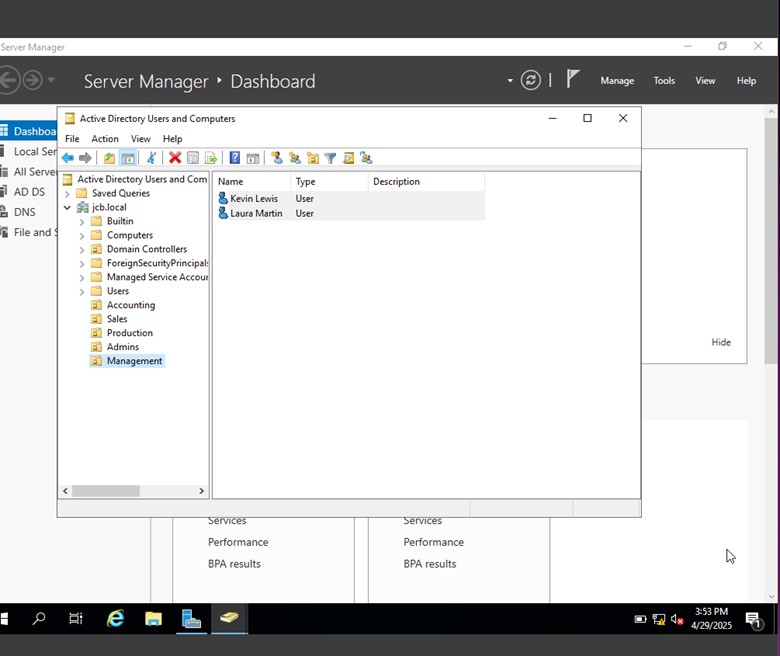 Server Manager
Server Manager ‣ Dashboard
Manage Tools View Help
Dashboa
Local Ser
All Serve
AD DS
DNS
File and S
Active Directory Users and Computers
File Action View Help
Active Directory Users and Com
Saved Queries
jcb.local
Builtin
Computers
Domain Controllers
ForeignSecurityPrincipals
Managed Service Accour
Users
Accounting
Sales
Production
Admins
Management
Name Type Description
Kevin Lewis User
Laura Martin User
Hide
Services
Performance
BPA results
Services
Performance
BPA results
3:53 PM
4/29/2025
1